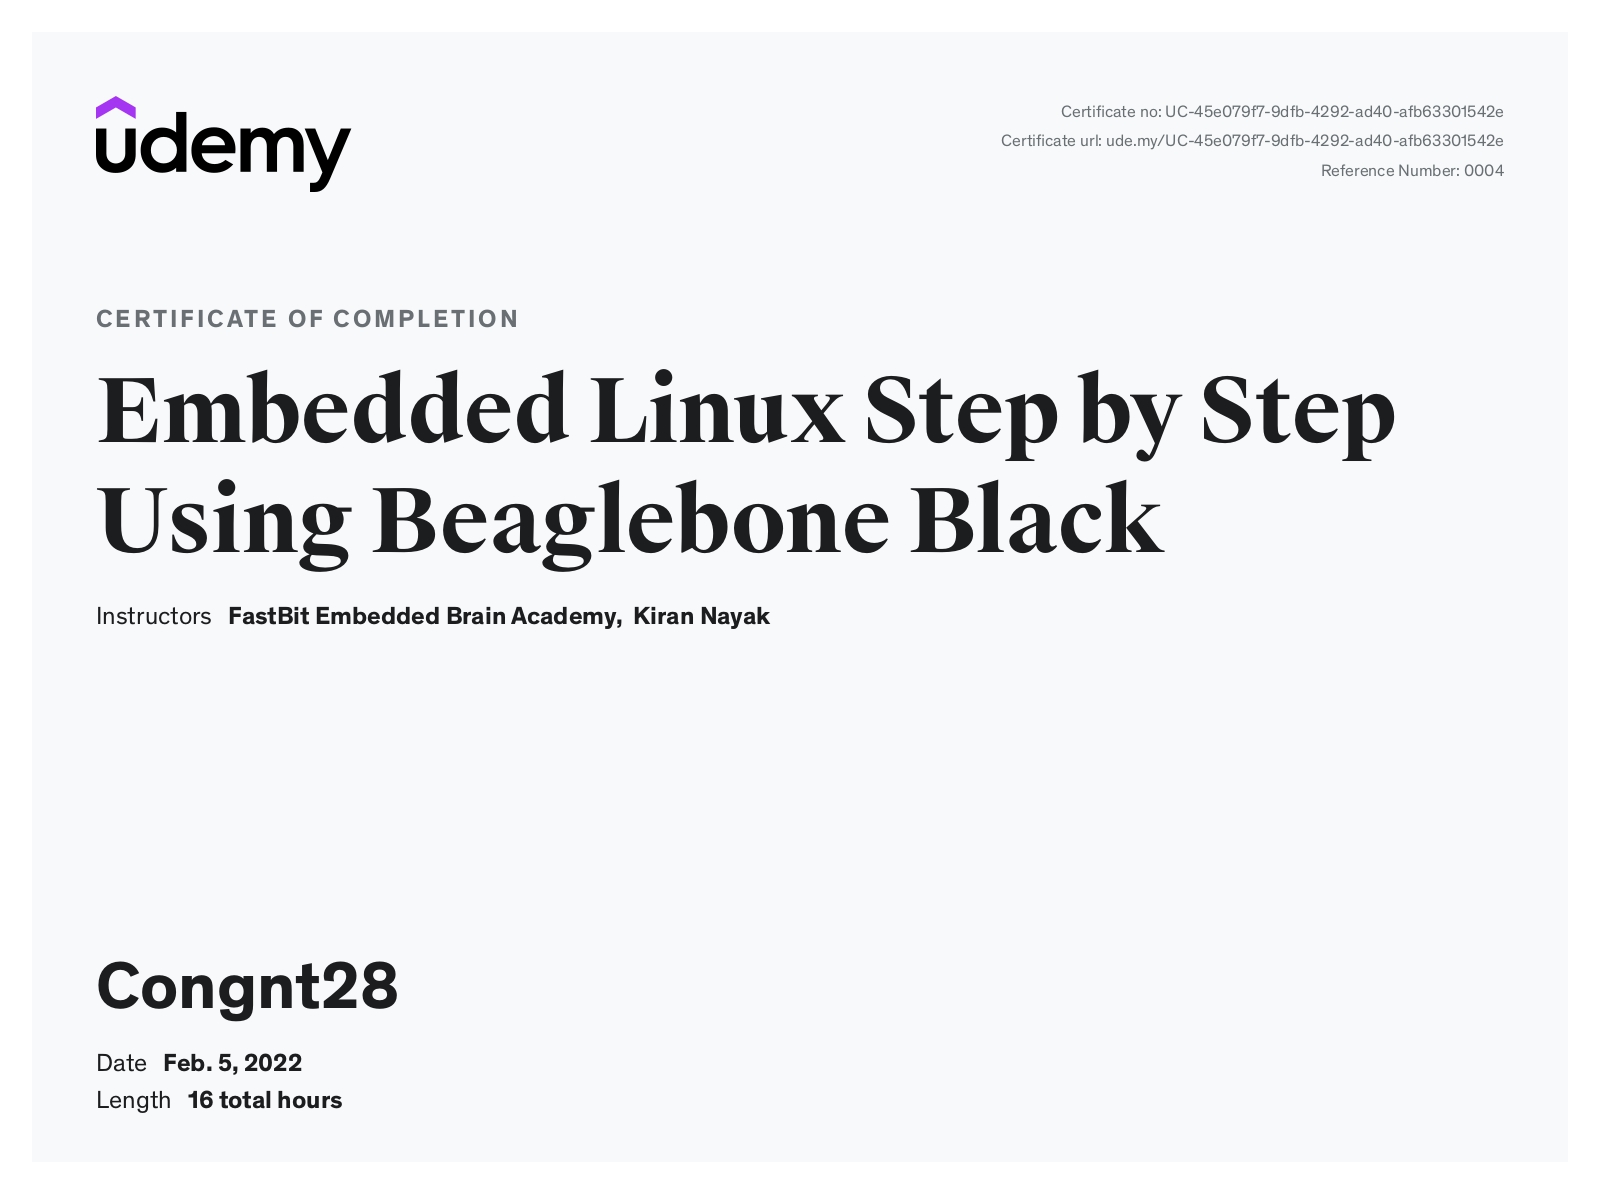 udemy
Certificate no: UC-45e079f7-9dfb-4292-ad40-afb63301542e
Certificate url: ude.my/UC-45e079f7-9dfb-4292-ad40-afb63301542e
Reference Number: 0004
CERTIFICATE OF COMPLETION
Embedded Linux Step by Step
Using Beaglebone Black
Instructors FastBit Embedded Brain Academy, Kiran Nayak
Congnt28
Date Feb. 5, 2022
Length 16 total hours